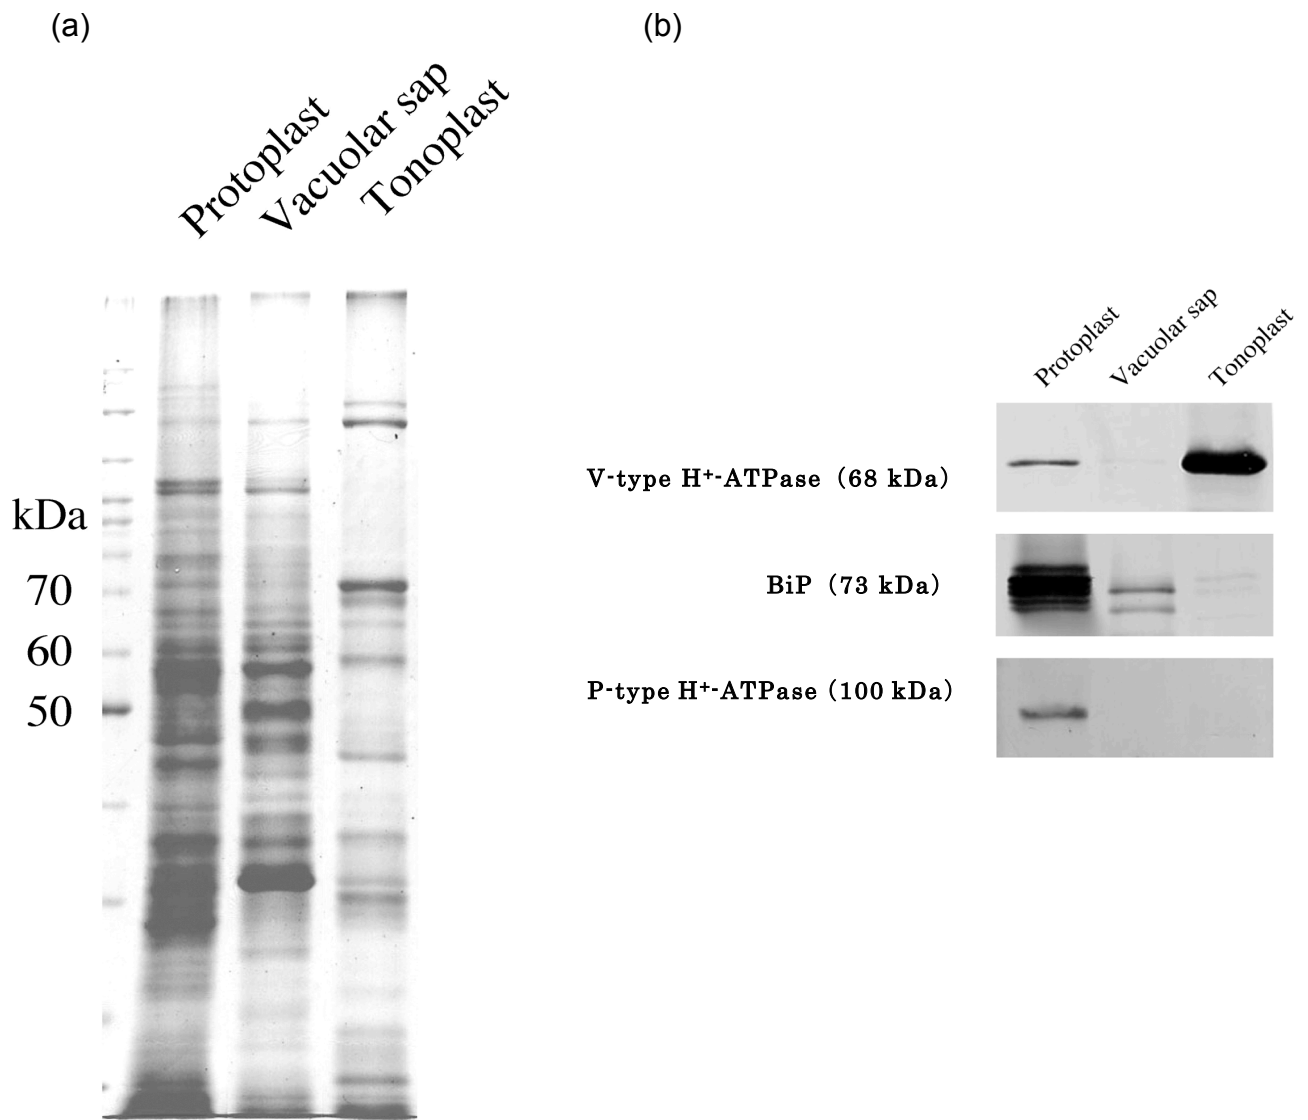 (a)
Protoplast
Vacuolar sap
Tonoplast
kDa
70
60
50
(b)
Protoplast
Vacuolar sap
Tonoplast
V-type H+-ATPase (68 kDa)
BiP (73 kDa)
P-type H+-ATPase (100 kDa)